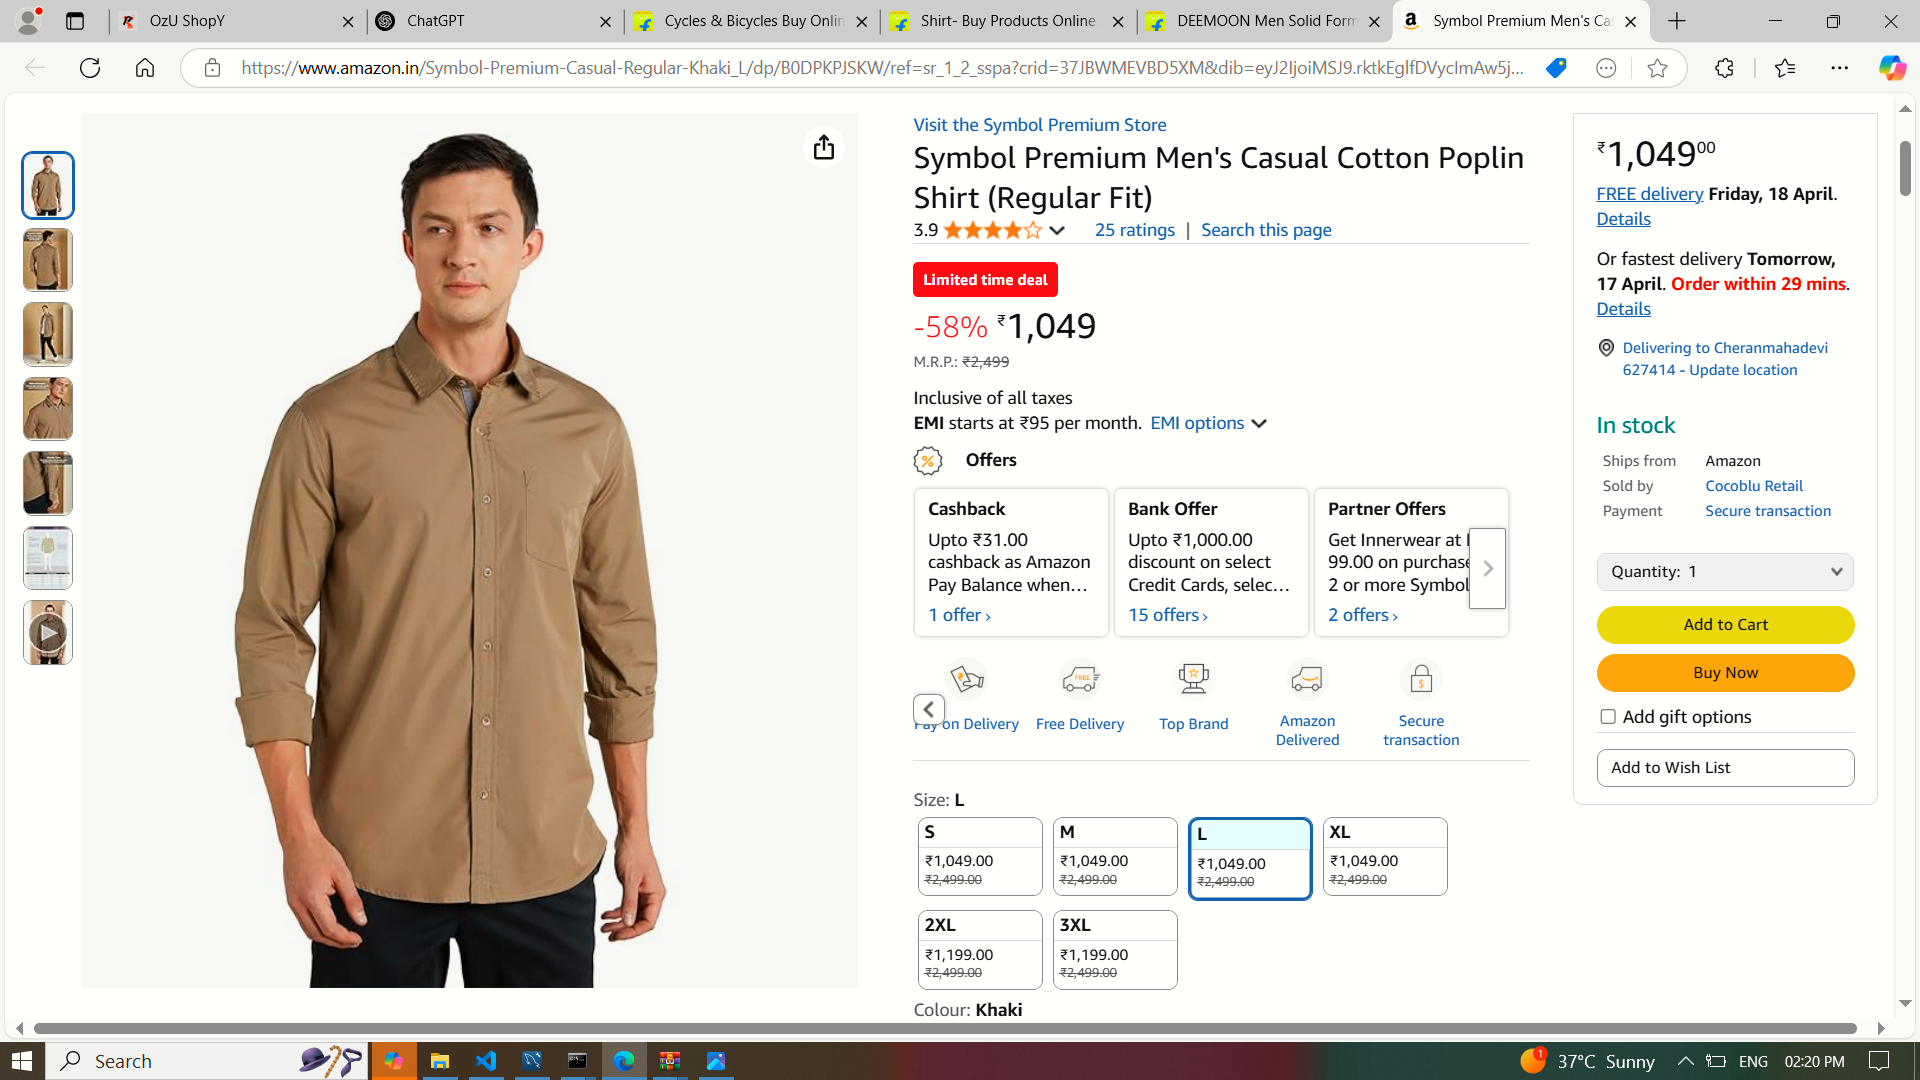 OzU ShopY
ChatGPT
Cycles & Bicycles Buy Onlin
Shirt- Buy Products Online
DEEMOON Men Solid Form
Symbol Premium Men's Cas
https://www.amazon.in/Symbol-Premium-Casual-Regular-Khaki_L/dp/B0DPKPJSKW/ref=sr_1_2_sspa?crid=37JBWMEVBD5XM&dib=eyJ2IjoiMSJ9.rktkEglfDVycImAw5j...
Visit the Symbol Premium Store
Symbol Premium Men's Casual Cotton Poplin
Shirt (Regular Fit)
3.9 25 ratings | Search this page
Limited time deal
-58% ₹1,049
M.R.P.: ₹2,499
Inclusive of all taxes
EMI starts at ₹95 per month. EMI options
Offers
Cashback
Upto ₹31.00
cashback as Amazon
Pay Balance when…
1 offer ›
Bank Offer
Upto ₹1,000.00
discount on select
Credit Cards, selec…
15 offers ›
Partner Offers
Get Innerwear at
99.00 on purchase
2 or more Symbol
2 offers ›
Pay on Delivery
Free Delivery
FREE
Top Brand
Amazon
Delivered
Secure
transaction
Size: L
S
₹1,049.00
₹2,499.00
M
₹1,049.00
₹2,499.00
L
₹1,049.00
₹2,499.00
XL
₹1,049.00
₹2,499.00
2XL
₹1,199.00
₹2,499.00
3XL
₹1,199.00
₹2,499.00
Colour: Khaki
₹1,04900
FREE delivery Friday, 18 April.
Details
Or fastest delivery Tomorrow,
17 April. Order within 29 mins.
Details
Delivering to Cheranmahadevi
627414 - Update location
In stock
Ships from Amazon
Sold by Cocoblu Retail
Payment Secure transaction
Quantity: 1
Add to Cart
Buy Now
Add gift options
Add to Wish List
Search
1
37°C Sunny
ENG
02:20 PM